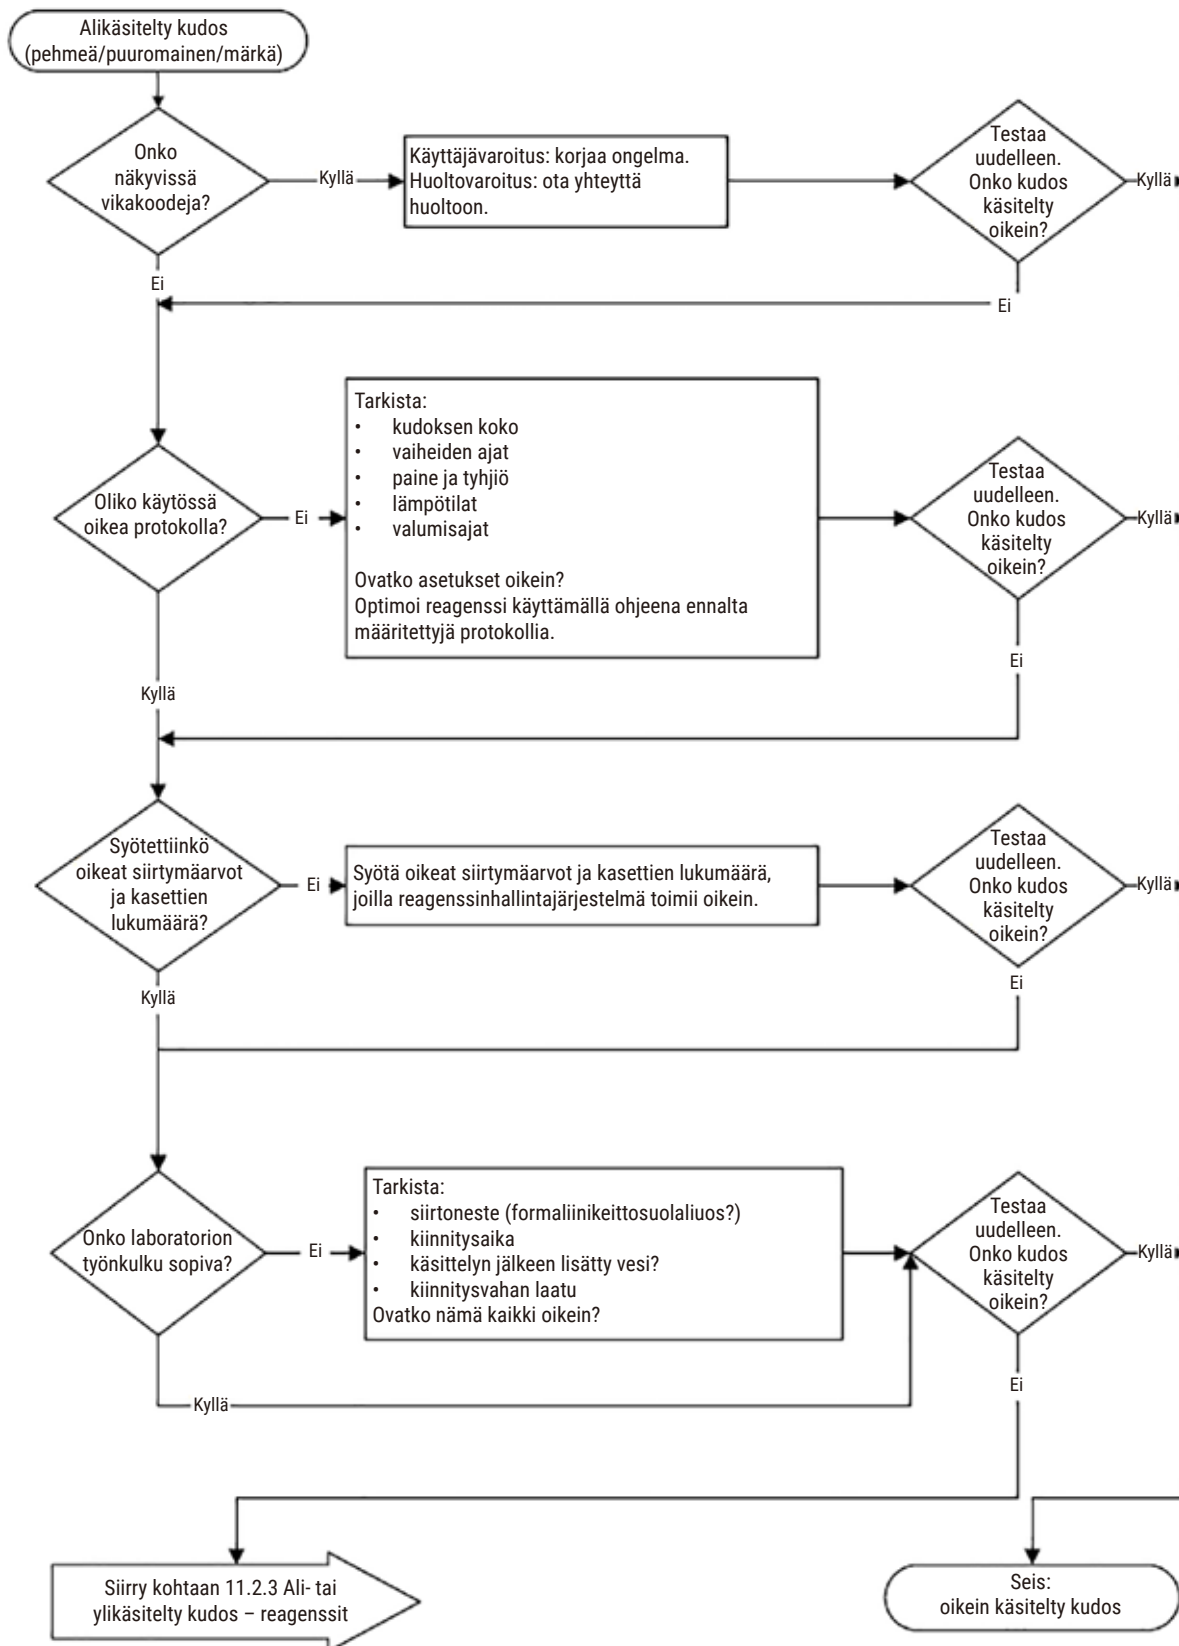 Alikäsitelty kudos
(pehmeä/puuromainen/märkä)
Onko
näkyvissä
vikakoodeja?
Kyllä
Käyttäjävaroitus: korjaa ongelma.
Huoltovaroitus: ota yhteyttä
huoltoon.
Testaa
uudelleen.
Onko kudos
käsitelty
oikein?
Kyllä
Ei
Ei
Oliko käytössä
oikea protokolla?
Ei
Tarkista:
• kudoksen koko
• vaiheiden ajat
• paine ja tyhjiö
• lämpötilat
• valumisajat
Ovatko asetukset oikein?
Optimoi reagenssi käyttämällä ohjeena ennalta
määritettyjä protokollia.
Testaa
uudelleen.
Onko kudos
käsitelty
oikein?
Kyllä
Ei
Kyllä
Syötettiinkö
oikeat siirtymäarvot
ja kasettien
lukumäärä?
Ei
Syötä oikeat siirtymäarvot ja kasettien lukumäärä,
joilla reagenssinhallintajärjestelmä toimii oikein.
Testaa
uudelleen.
Onko kudos
käsitelty
oikein?
Kyllä
Ei
Kyllä
Onko laboratorion
työnkulku sopiva?
Ei
Tarkista:
• siirtoneste (formaliinikeittosuolaliuos?)
• kiinnitysaika
• käsittelyn jälkeen lisätty vesi?
• kiinnitysvahan laatu
Ovatko nämä kaikki oikein?
Testaa
uudelleen.
Onko kudos
käsitelty
oikein?
Kyllä
Ei
Kyllä
Siirry kohtaan 11.2.3 Ali- tai
ylikäsitelty kudos – reagenssit
Seis:
oikein käsitelty kudos